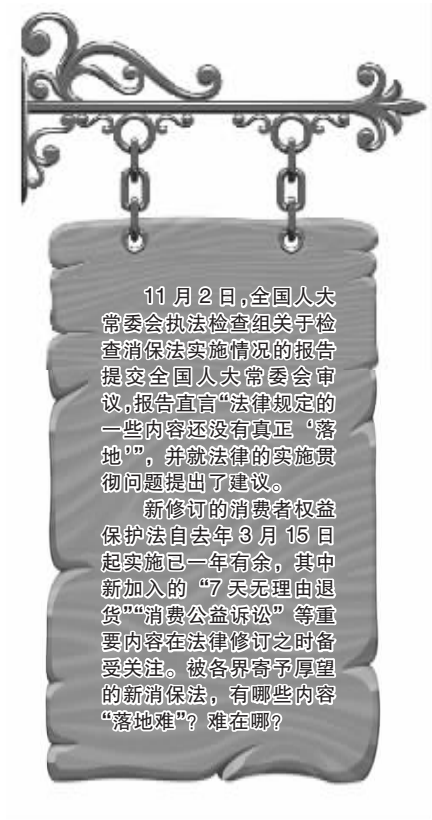 11 月 2 日，全国人大
常委会执法检查组关于检
查消保法实施情况的报告
提交全国人大常委会审
议，报告直言“法律规定的
一些内容还没有真正‘落
地’”，并就法律的实施贯
彻问题提出了建议。
新修订的消费者权益
保护法自去年 3 月 15 日
起实施已一年有余，其中
新加入的“7 天无理由退
货”“消费公益诉讼”等重
要内容在法律修订之时备
受关注。被各界寄予厚望
的新消保法，有哪些内容
“落地难”？难在哪？